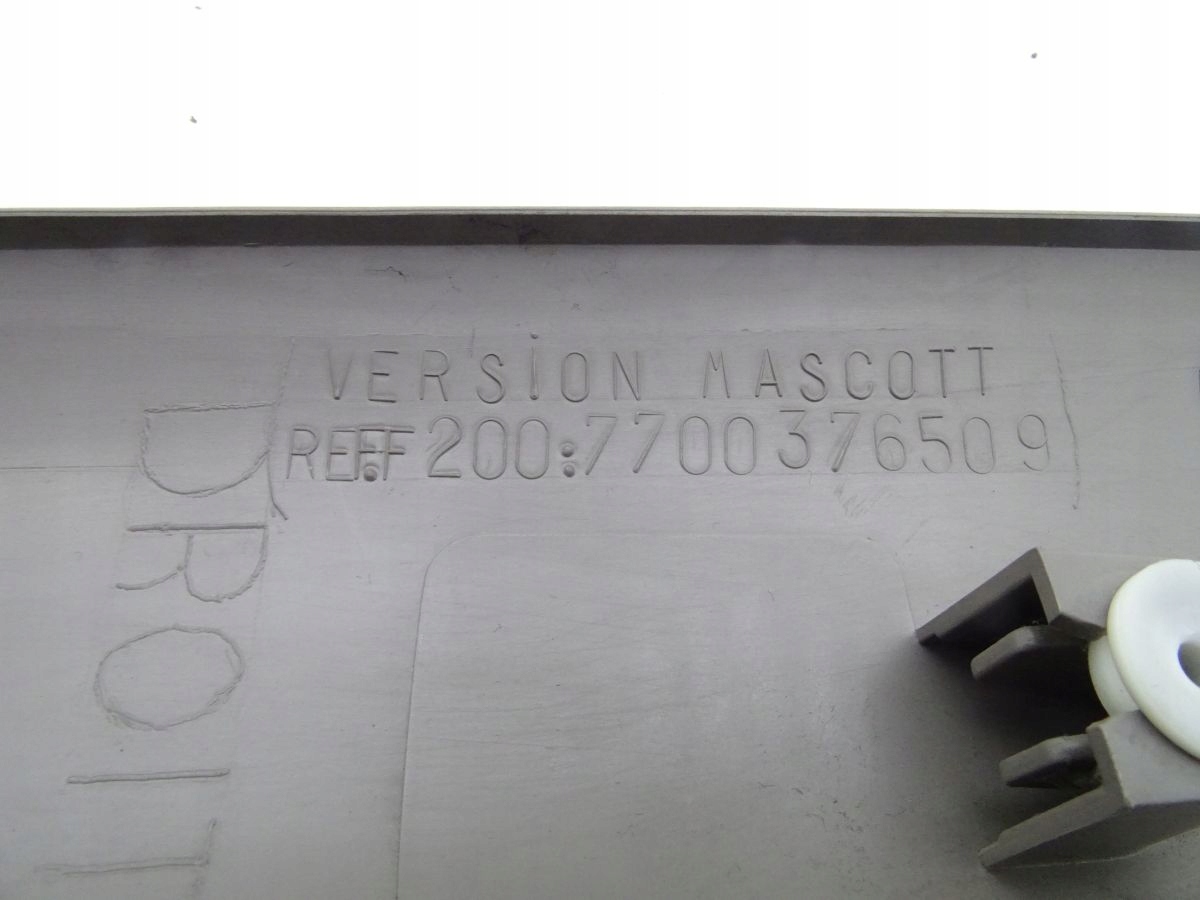 VERSION MASCOTT
REF.F 200:7700376509
DROIT